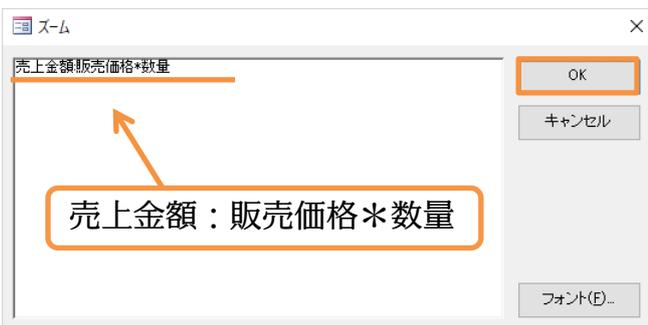 ズーム
売上金額:販売価格*数量
OK
キャンセル
売上金額：販売価格＊数量
フォント(F)...